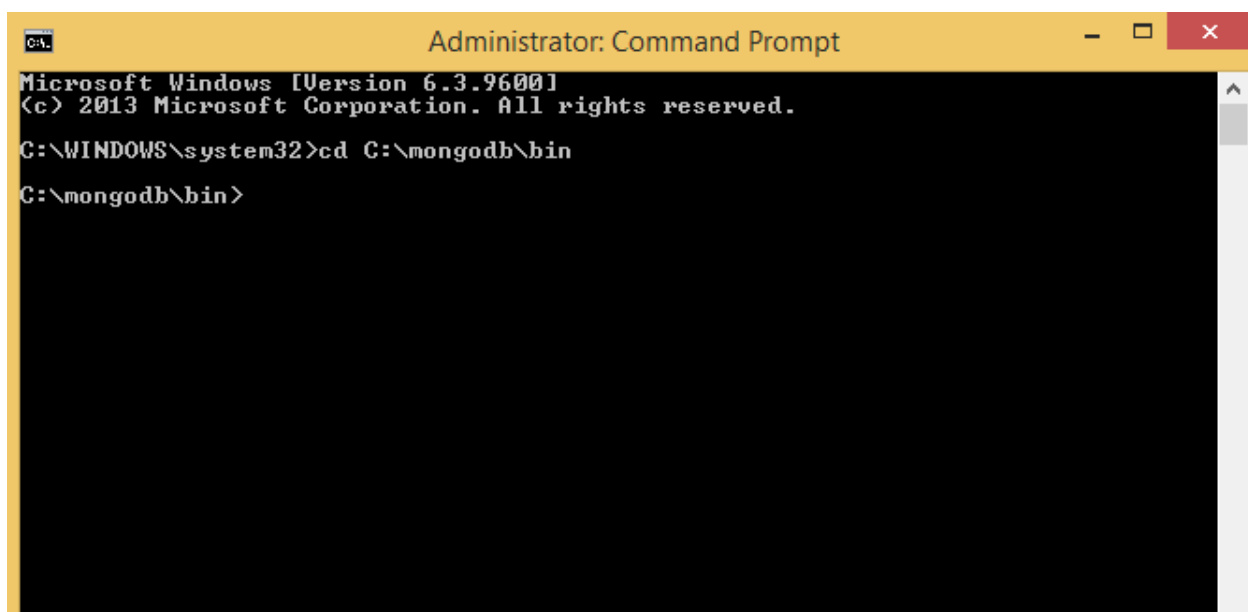 Administrator: Command Prompt
Microsoft Windows [Version 6.3.9600]
(c) 2013 Microsoft Corporation. All rights reserved.
C:\WINDOWS\system32>cd C:\mongodb\bin
C:\mongodb\bin>